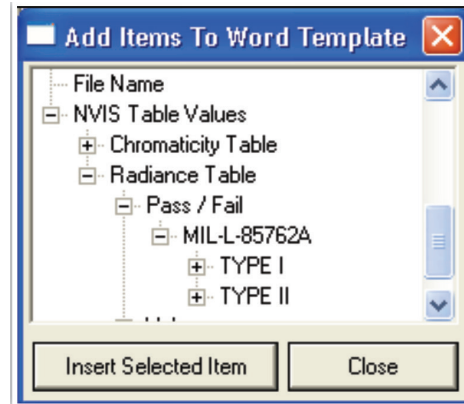 Add Items To Word Template
File Name
NVIS Table Values
Chromaticity Table
Radiance Table
Pass / Fail
MIL-L-85762A
TYPE I
TYPE II
Insert Selected Item
Close